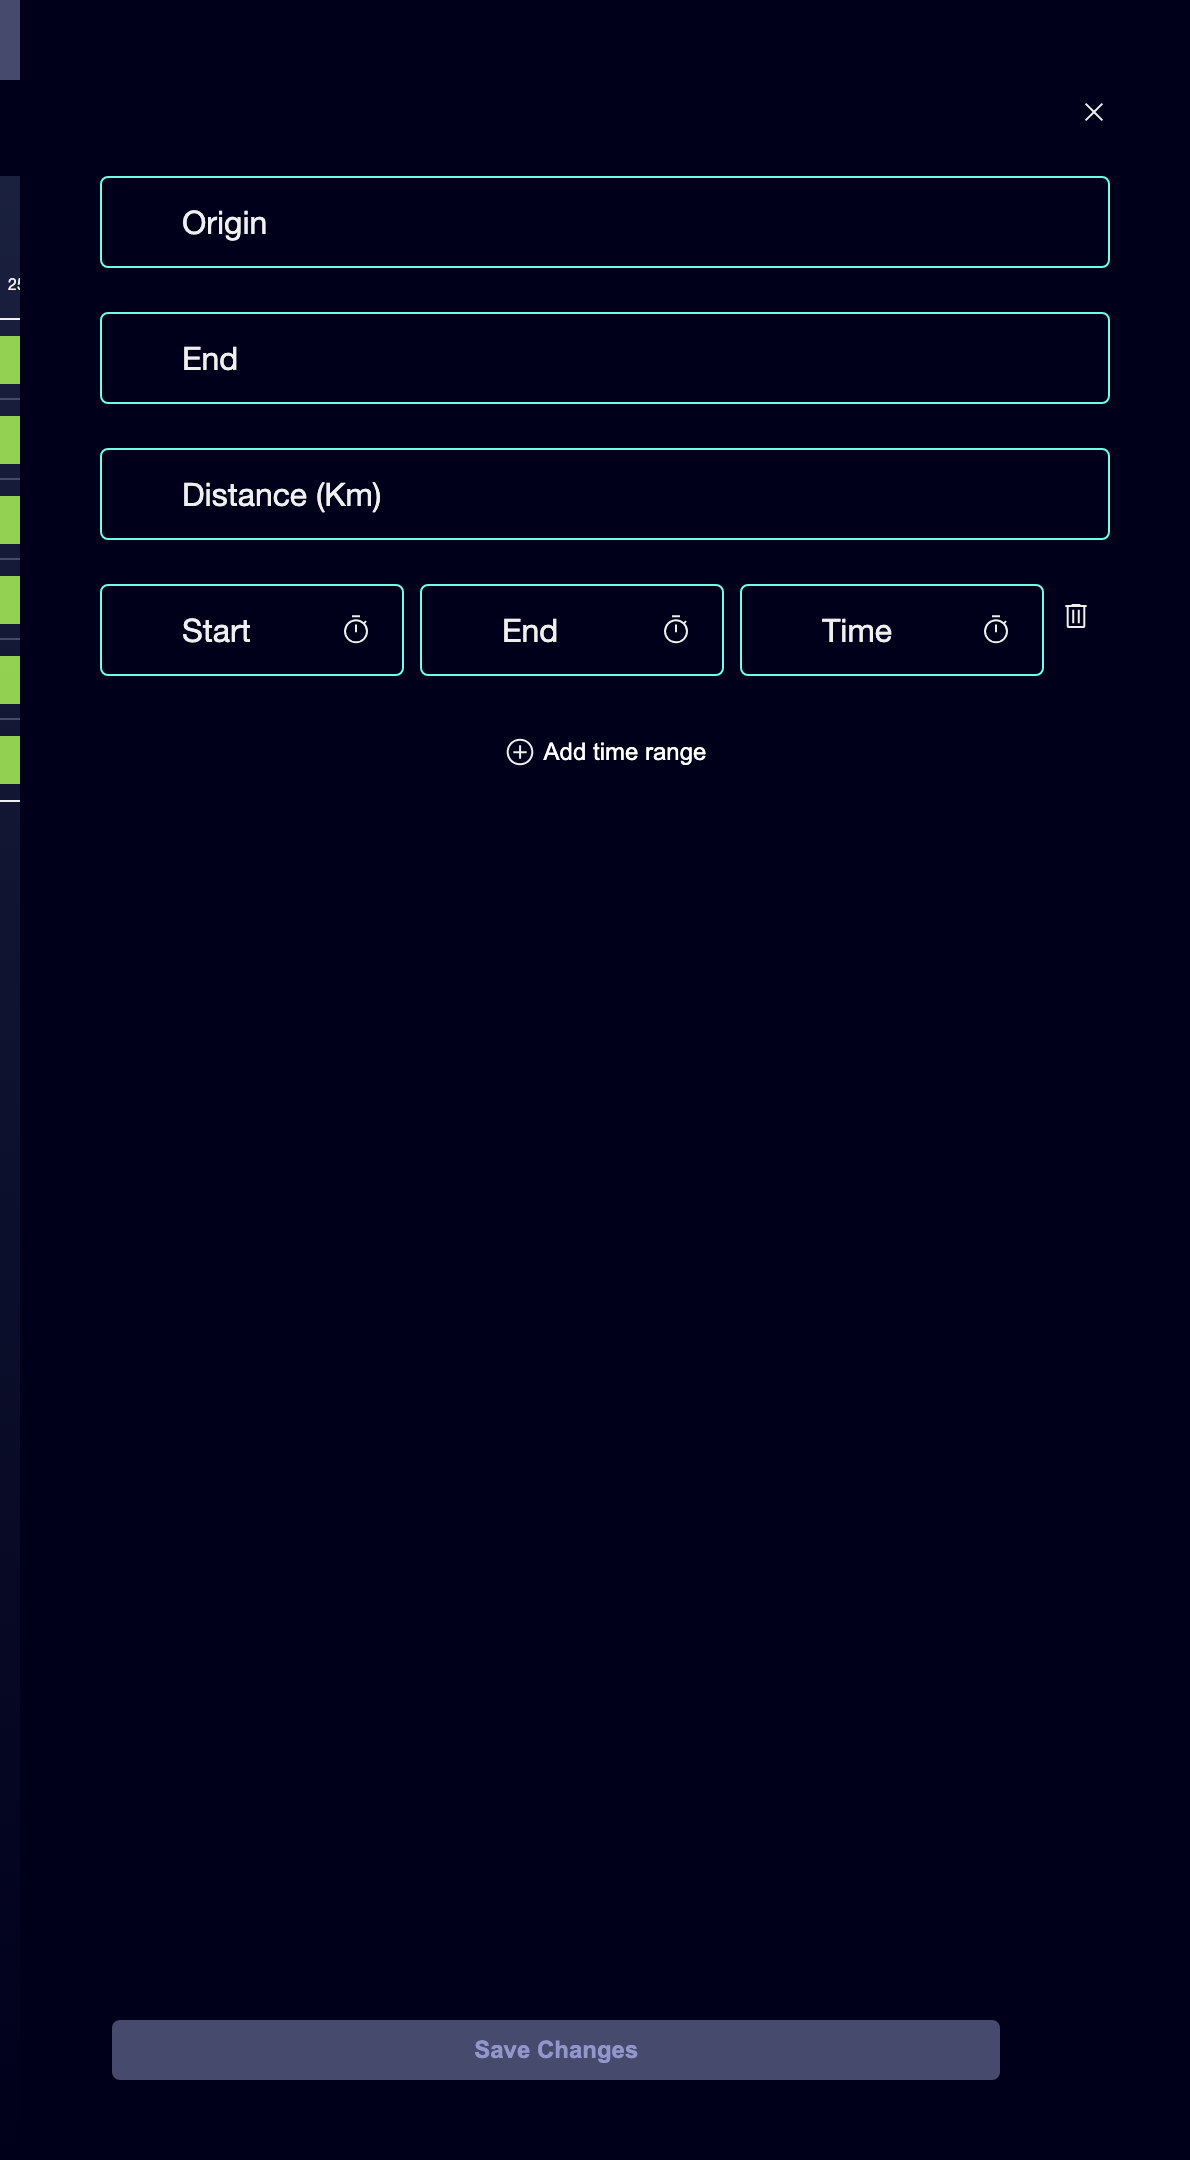 Origin
End
Distance (Km)
Start End Time
Add time range
Save Changes